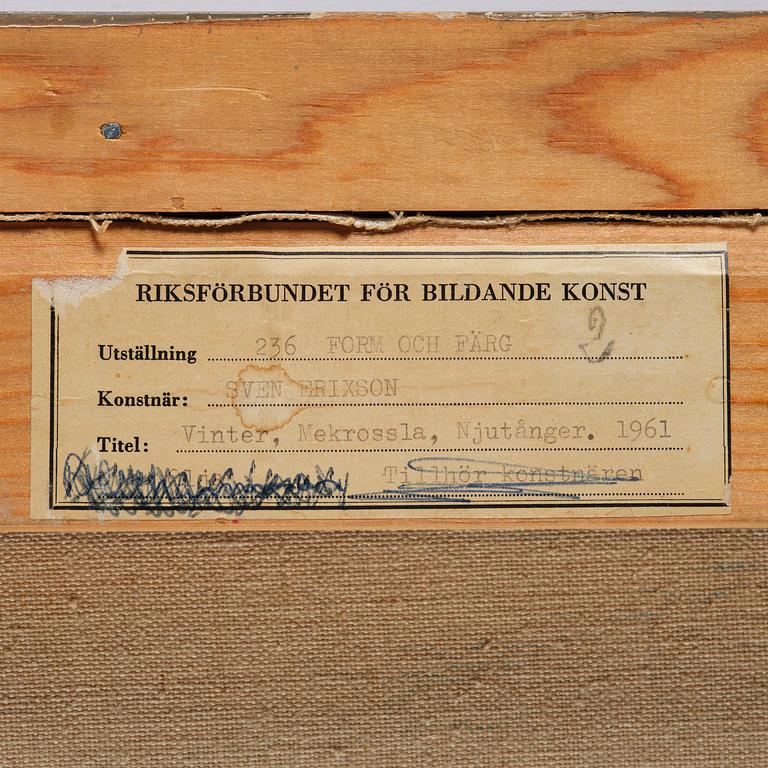 RIKSFÖRBUNDET FÖR BILDANDE KONST
2
Utställning 236 FORM OCH FÄRG
Konstnär: SVEN ERIXSON
Titel: Vinter, Mekrossla, Njutånger. 1961
Tillhör konstnären